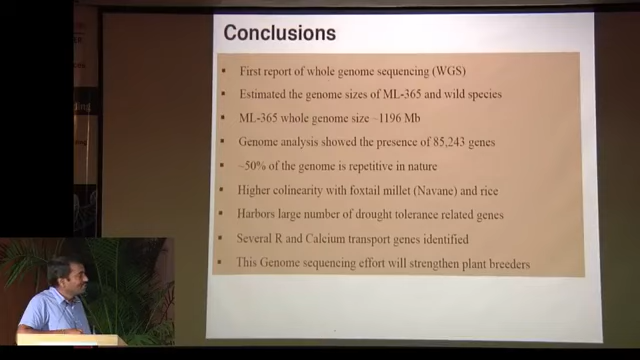 Conclusions
▪ First report of whole genome sequencing (WGS)
▪ Estimated the genome sizes of ML-365 and wild species
▪ ML-365 whole genome size ~1196 Mb
▪ Genome analysis showed the presence of 85,243 genes
▪ ~50% of the genome is repetitive in nature
▪ Higher colinearity with foxtail millet (Navane) and rice
▪ Harbors large number of drought tolerance related genes
▪ Several R and Calcium transport genes identified
▪ This Genome sequencing effort will strengthen plant breeders